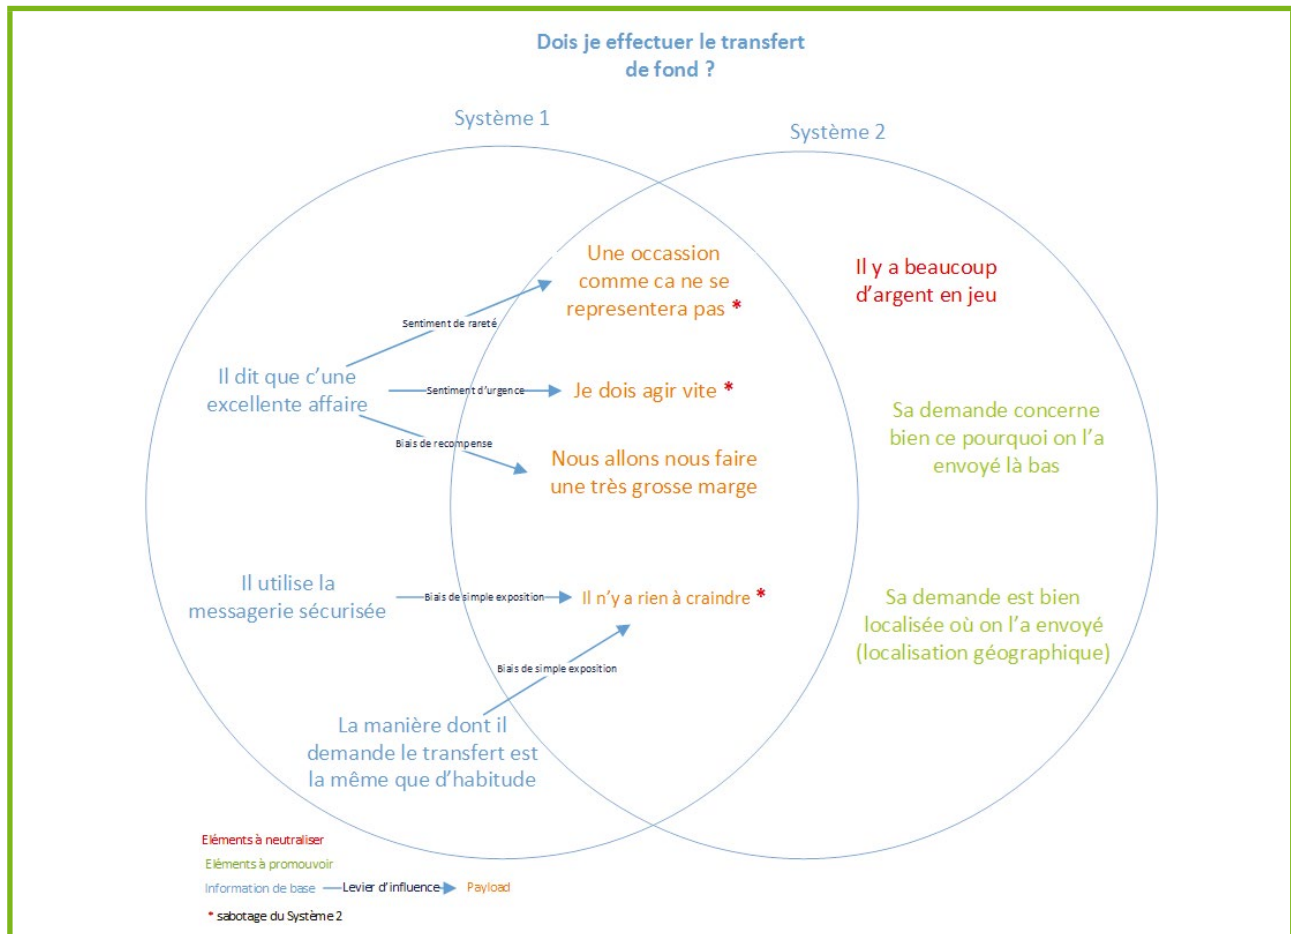 Dois je effectuer le transfert
de fond ?
Système 1
Système 2
Une occassion
comme ca ne se
representera pas *
Il y a beaucoup
d'argent en jeu
Sentiment de rareté
Il dit que c'une
excellente affaire
Sentiment d'urgence
Je dois agir vite *
Biais de recompense
Nous allons nous faire
une très grosse marge
Sa demande concerne
bien ce pourquoi on l'a
envoyé là bas
Il utilise la
messagerie sécurisée
Biais de simple exposition
Il n'y a rien à craindre *
Sa demande est bien
localisée où on l'a envoyé
(localisation géographique)
Biais de simple exposition
La manière dont il
demande le transfert est
la même que d'habitude
Eléments à neutraliser
Eléments à promouvoir
Information de base Levier d'influence Payload
* sabotage du Système 2